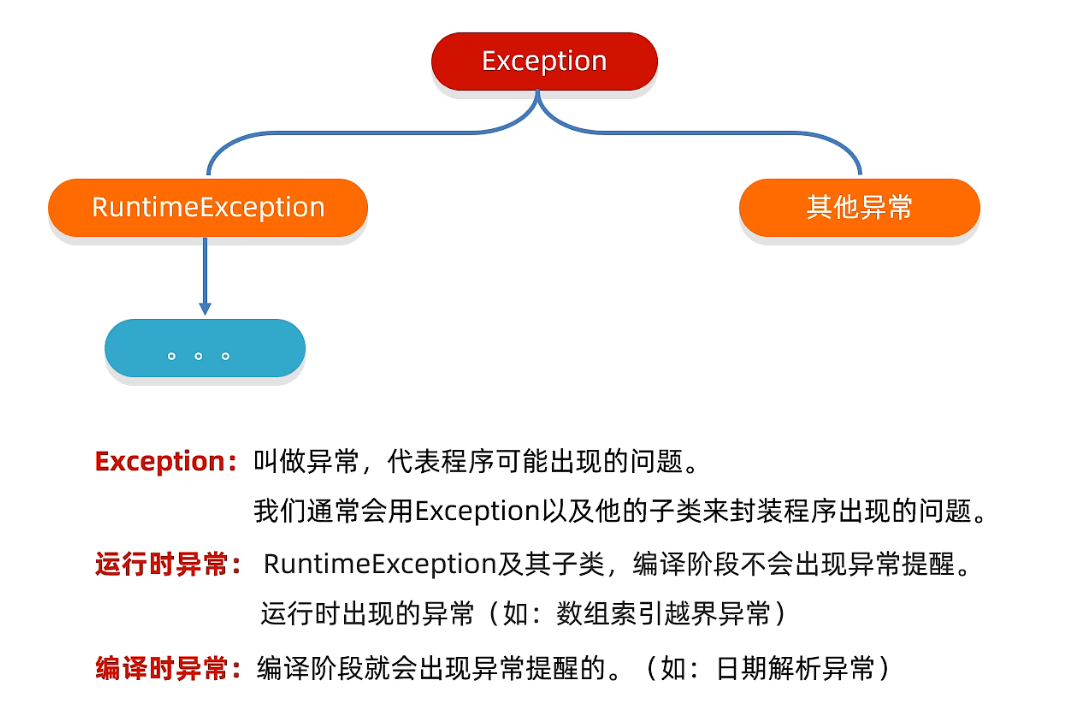 Exception
RuntimeException
其他异常
。。。
Exception：叫做异常，代表程序可能出现的问题。
我们通常会用Exception以及他的子类来封装程序出现的问题。
运行时异常： RuntimeException及其子类，编译阶段不会出现异常提醒。
运行时出现的异常（如：数组索引越界异常）
编译时异常：编译阶段就会出现异常提醒的。（如：日期解析异常）